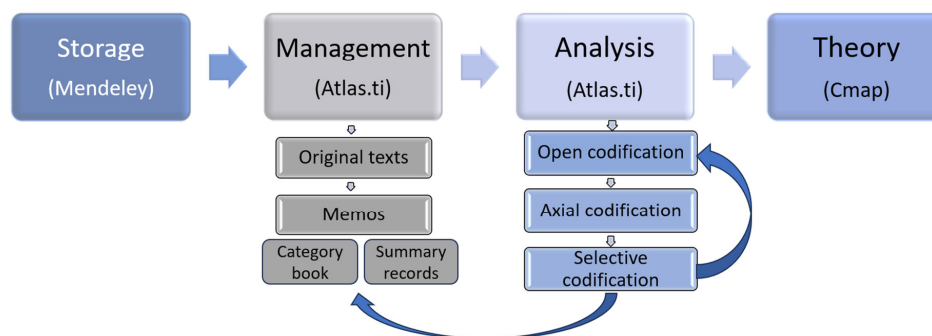 Storage
(Mendeley)
Management
(Atlas.ti)
Analysis
(Atlas.ti)
Theory
(Cmap)
Original texts
Memos
Category
book
Summary
records
Open codification
Axial codification
Selective
codification